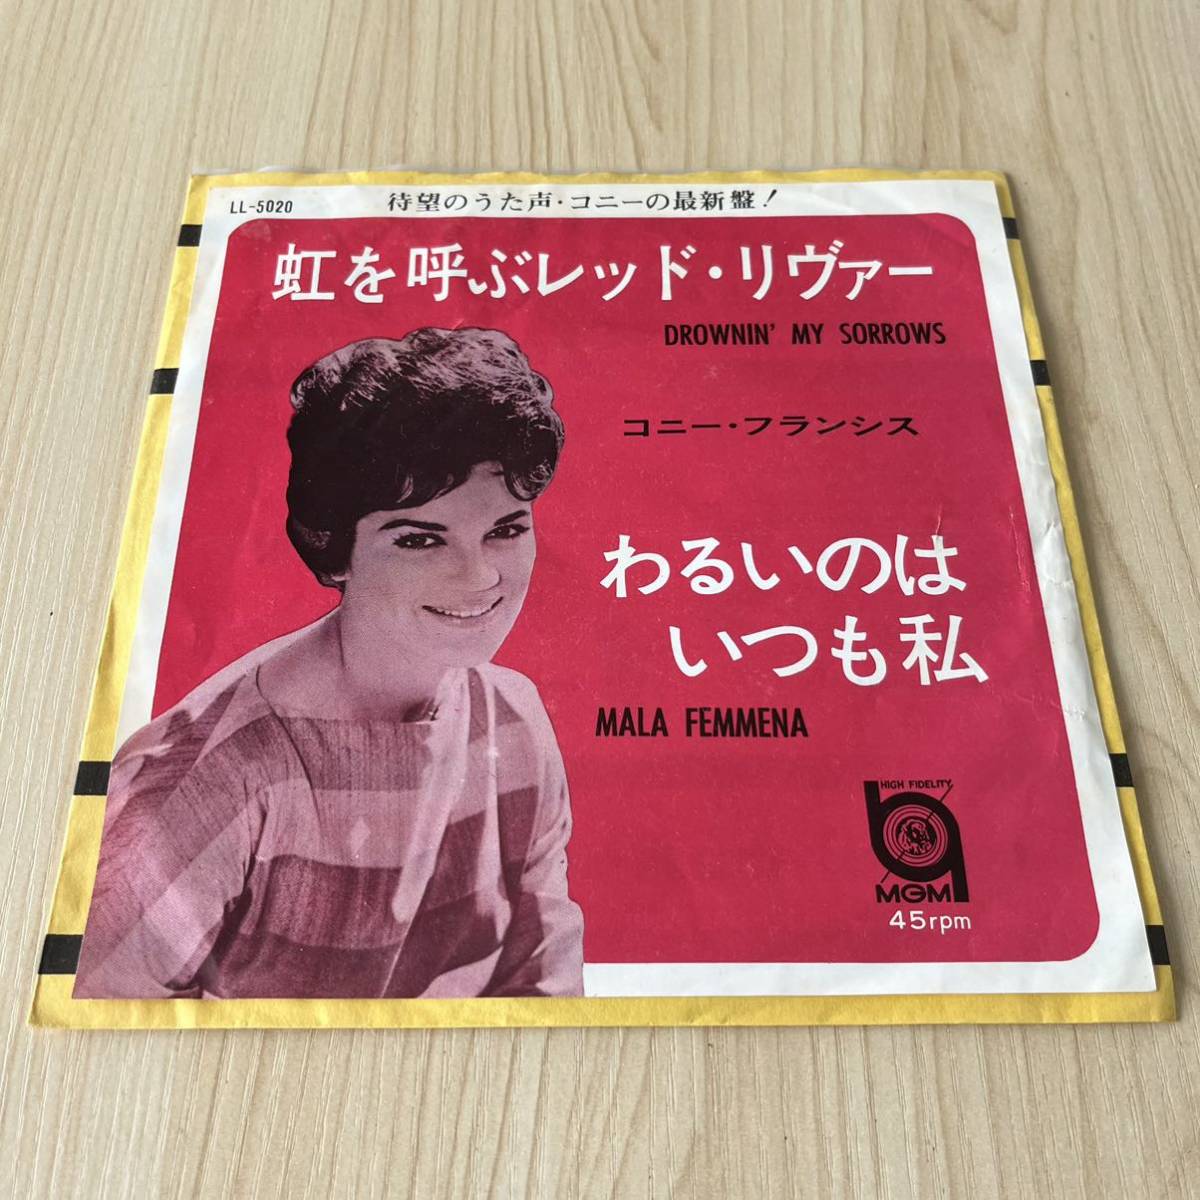 LL-5020
待望のうた声・コニーの最新盤！
虹を呼ぶレッド・リヴァー
DROWNIN' MY SORROWS
コニー・フランシス
わるいのは
いつも私
MALA FEMMENA
HIGH FIDELITY
MGM
45rpm